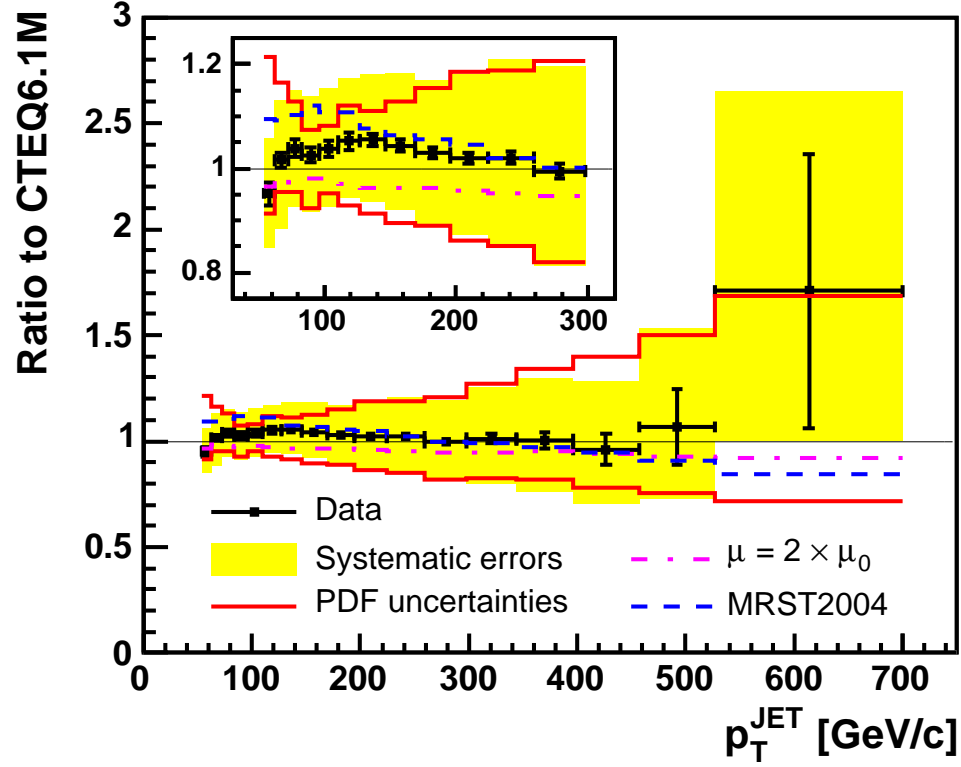 Ratio to CTEQ6.1M
3
2.5
2
1.5
1
0.5
0
1.2
1
0.8
100 200 300
Data
Systematic errors
PDF uncertainties
μ = 2 × μ0
MRST2004
0 100 200 300 400 500 600 700
p_T^JET [GeV/c]